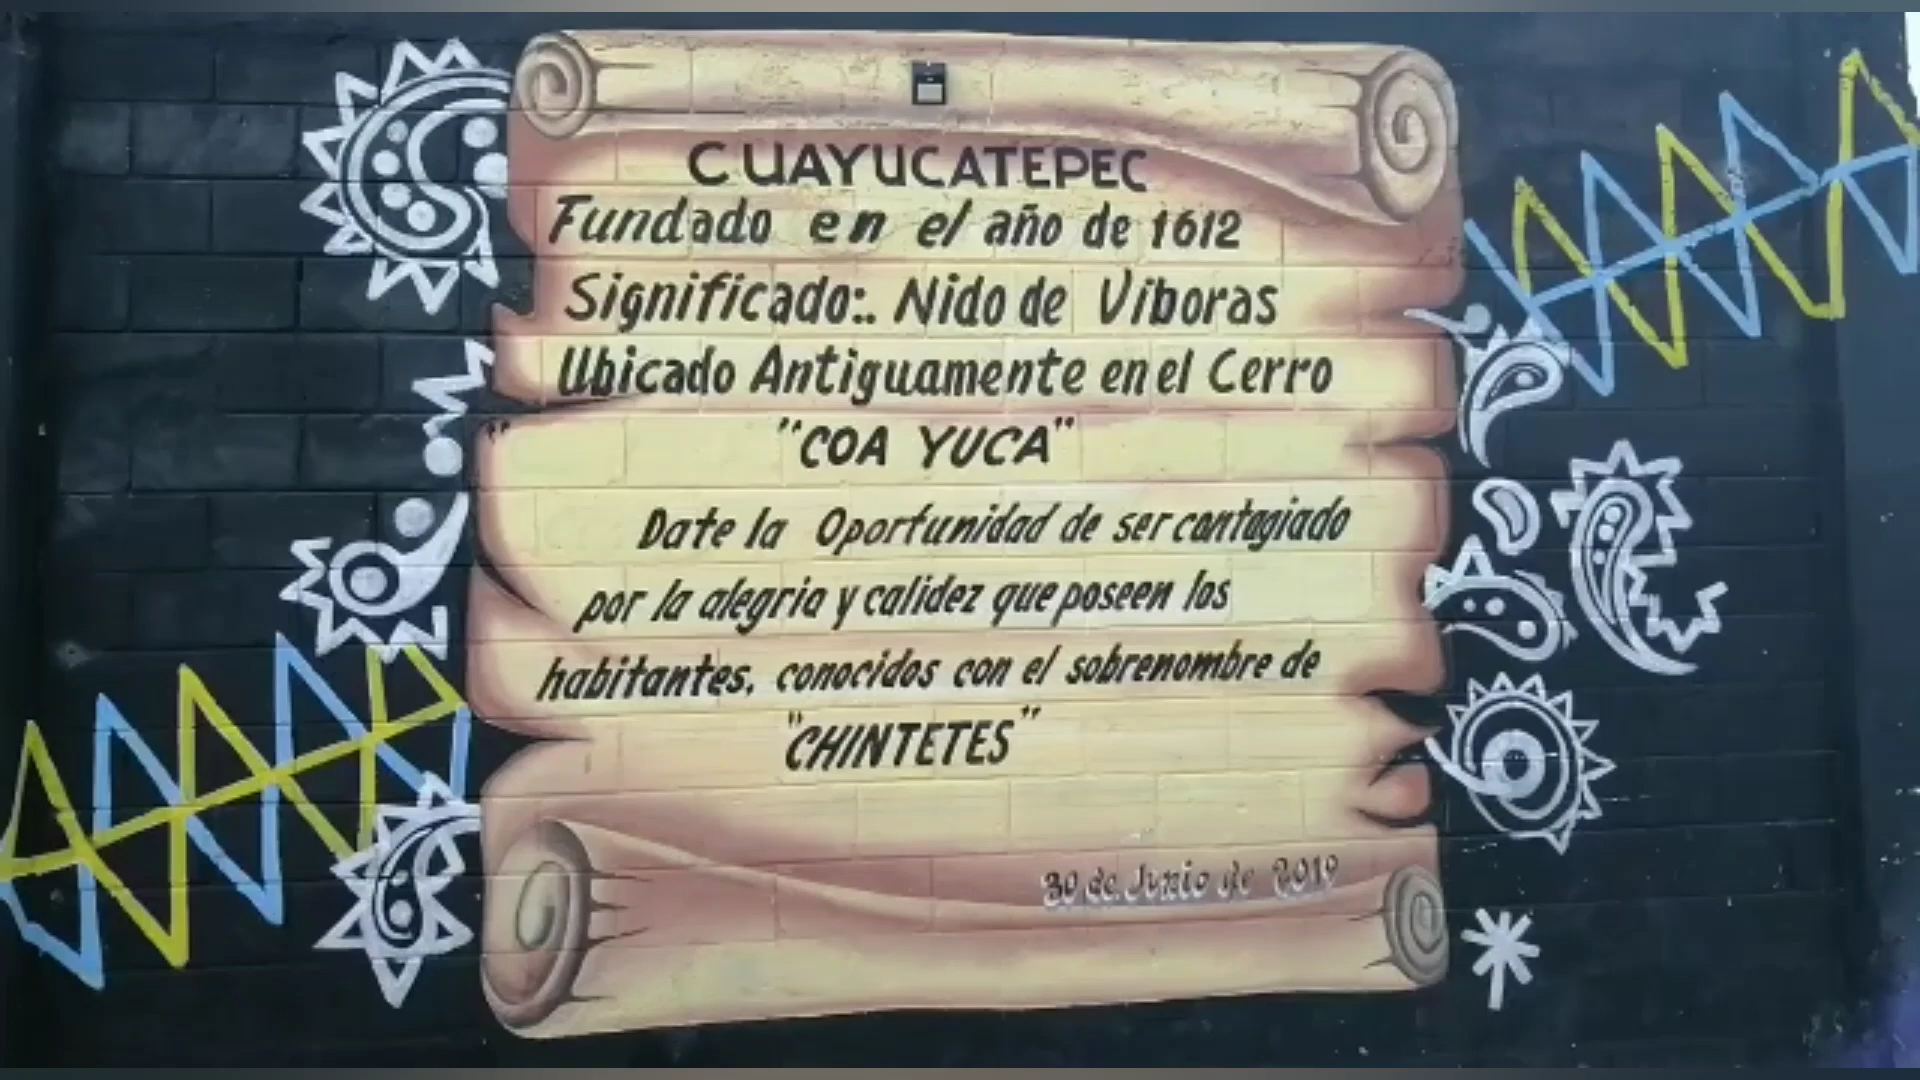 CUAYUCATEPEC
Fundado en el año de 1612
Significado:. Nido de Viboras
Ubicado Antiguamente en el Cerro
"COA YUCA"
Date la Oportunidad de ser contagiado
por la alegria y calidez que poseen los
habitantes, conocidos con el sobrenombre de
"CHINTETES"
30 de Junio de 2019